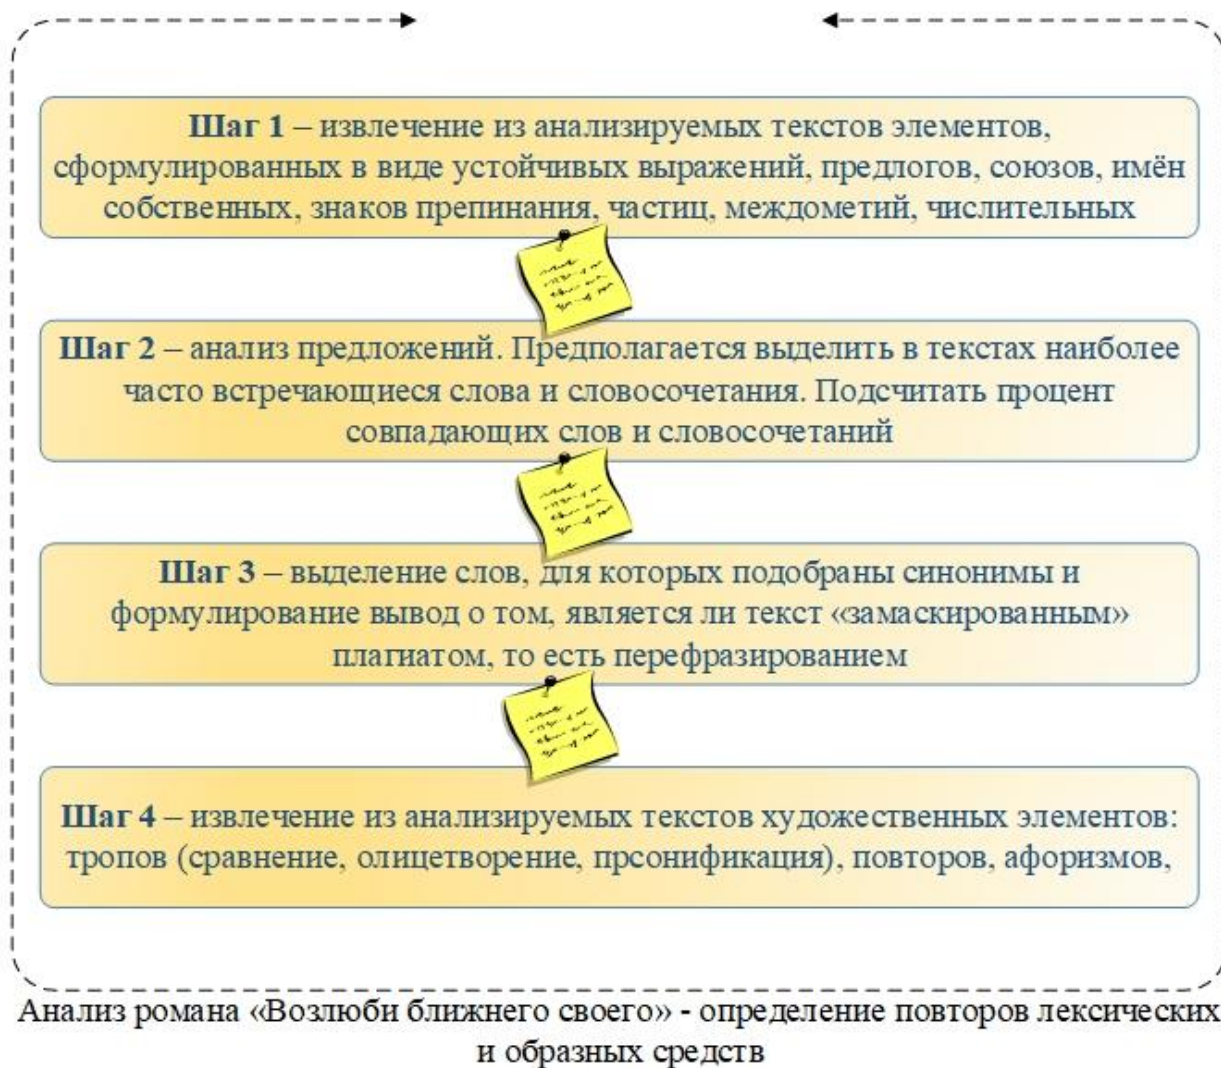 Шаг 1 – извлечение из анализируемых текстов элементов,
сформулированных в виде устойчивых выражений, предлогов, союзов, имён
собственных, знаков препинания, частиц, междометий, числительных
Шаг 2 – анализ предложений. Предполагается выделить в текстах наиболее
часто встречающиеся слова и словосочетания. Подсчитать процент
совпадающих слов и словосочетаний
Шаг 3 – выделение слов, для которых подобраны синонимы и
формулирование вывод о том, является ли текст «замаскированным»
плагиатом, то есть перефразированием
Шаг 4 – извлечение из анализируемых текстов художественных элементов:
тропов (сравнение, олицетворение, прсонификация), повторов, афоризмов,
Анализ романа «Возлюби ближнего своего» - определение повторов лексических
и образных средств